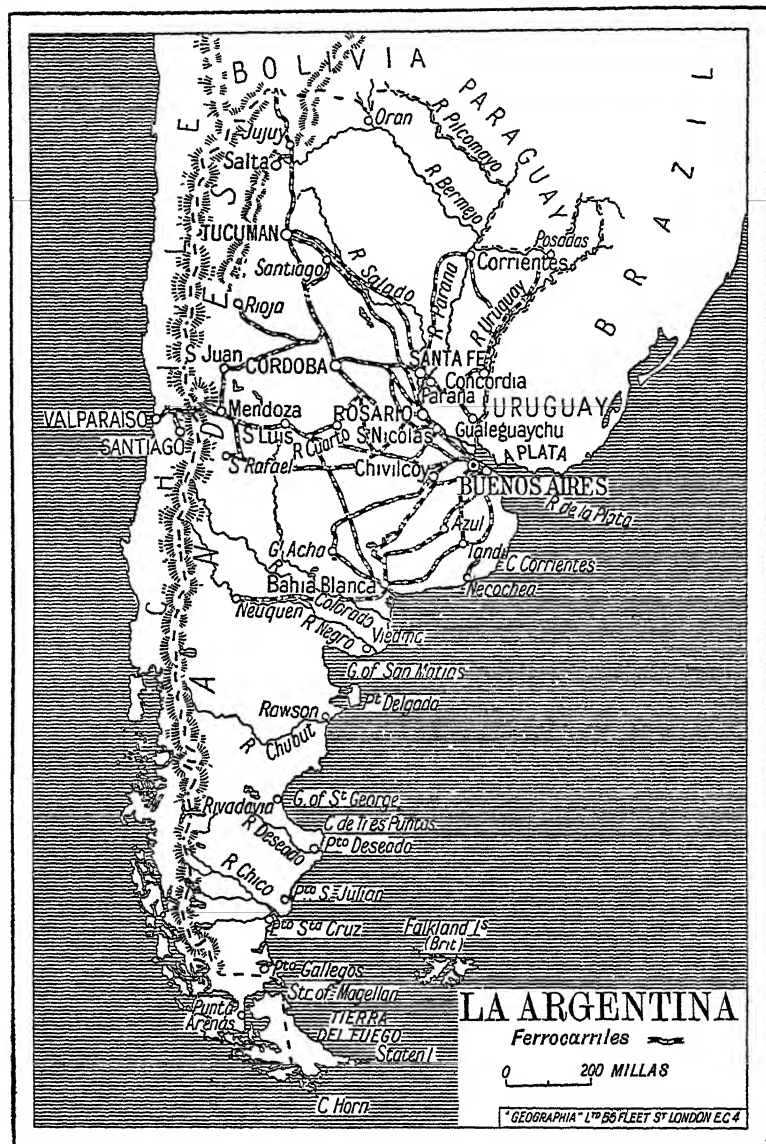 BOLIVIA
PARAGUAY
BRAZIL
CHILE
ANDES
Oran
R Pilcomayo
Jujuy
Salta
R Bermejo
TUCUMAN
Santiago
R Salado
Posadas
Corrientes
R Parana
R Uruguay
Rioja
S Juan
CORDOBA
SANTA FE
Concordia
Parana
VALPARAISO
Mendoza
ROSARIO
URUGUAY
SANTIAGO
S Luis
R Cuarto
S Nicolás
Gualeguaychu
S Rafael
Chivilcoy
A PLATA
BUENOS AIRES
R de la Plata
Azul
G. Acha
Tandil
C Corrientes
Bahia Blanca
Necochea
Colorado
Neuquen
R Negro
Viedma
G. of San Matias
Pt Delgado
Rawson
R Chubut
Rivadavia
G. of St George
C de Tres Puntas
R Deseado
Pto Deseado
R Chico
Pto S. Julian
Pto Sta Cruz
Falkland Is
(Brit)
Pto Gallegos
Str. of Magellan
Punta
Arenas
TIERRA
DEL FUEGO
Staten I
C Horn
LA ARGENTINA
Ferrocarriles
0 200 MILLAS
"GEOGRAPHIA" LTD 55 FLEET ST LONDON E.C 4